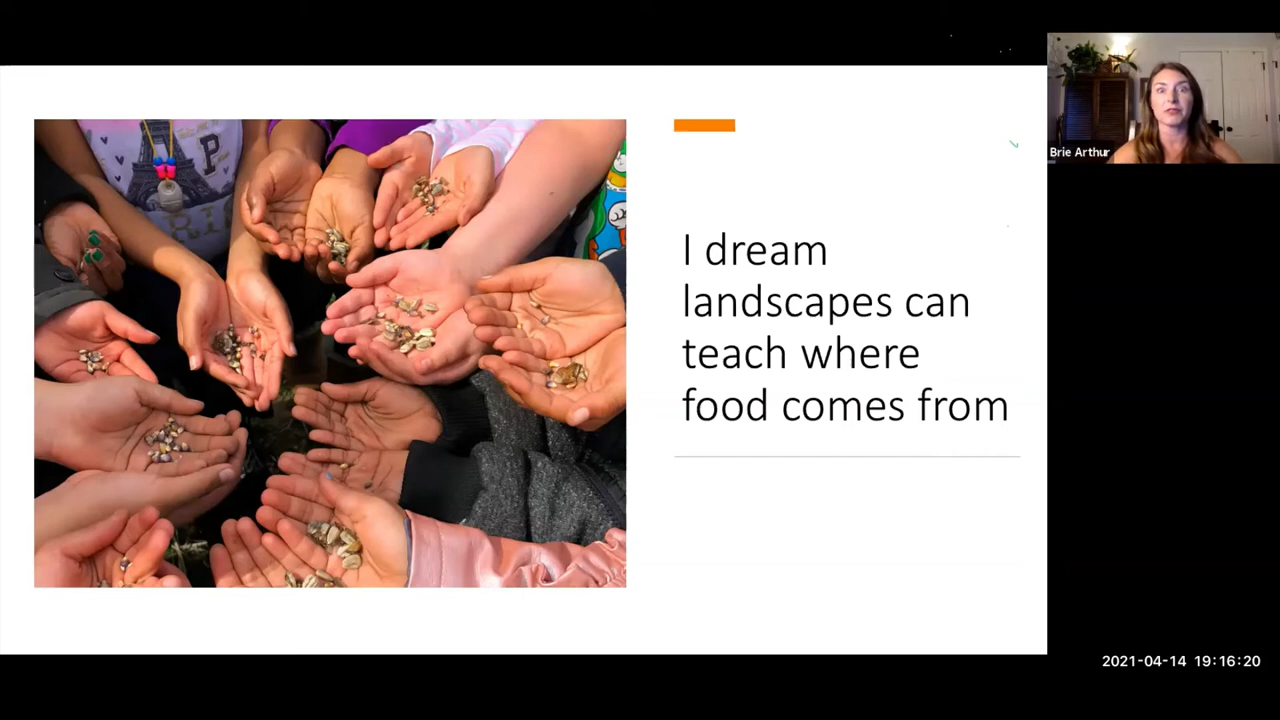 I dream
landscapes can
teach where
food comes from
Brie Arthur
P
2021-04-14 19:16:20